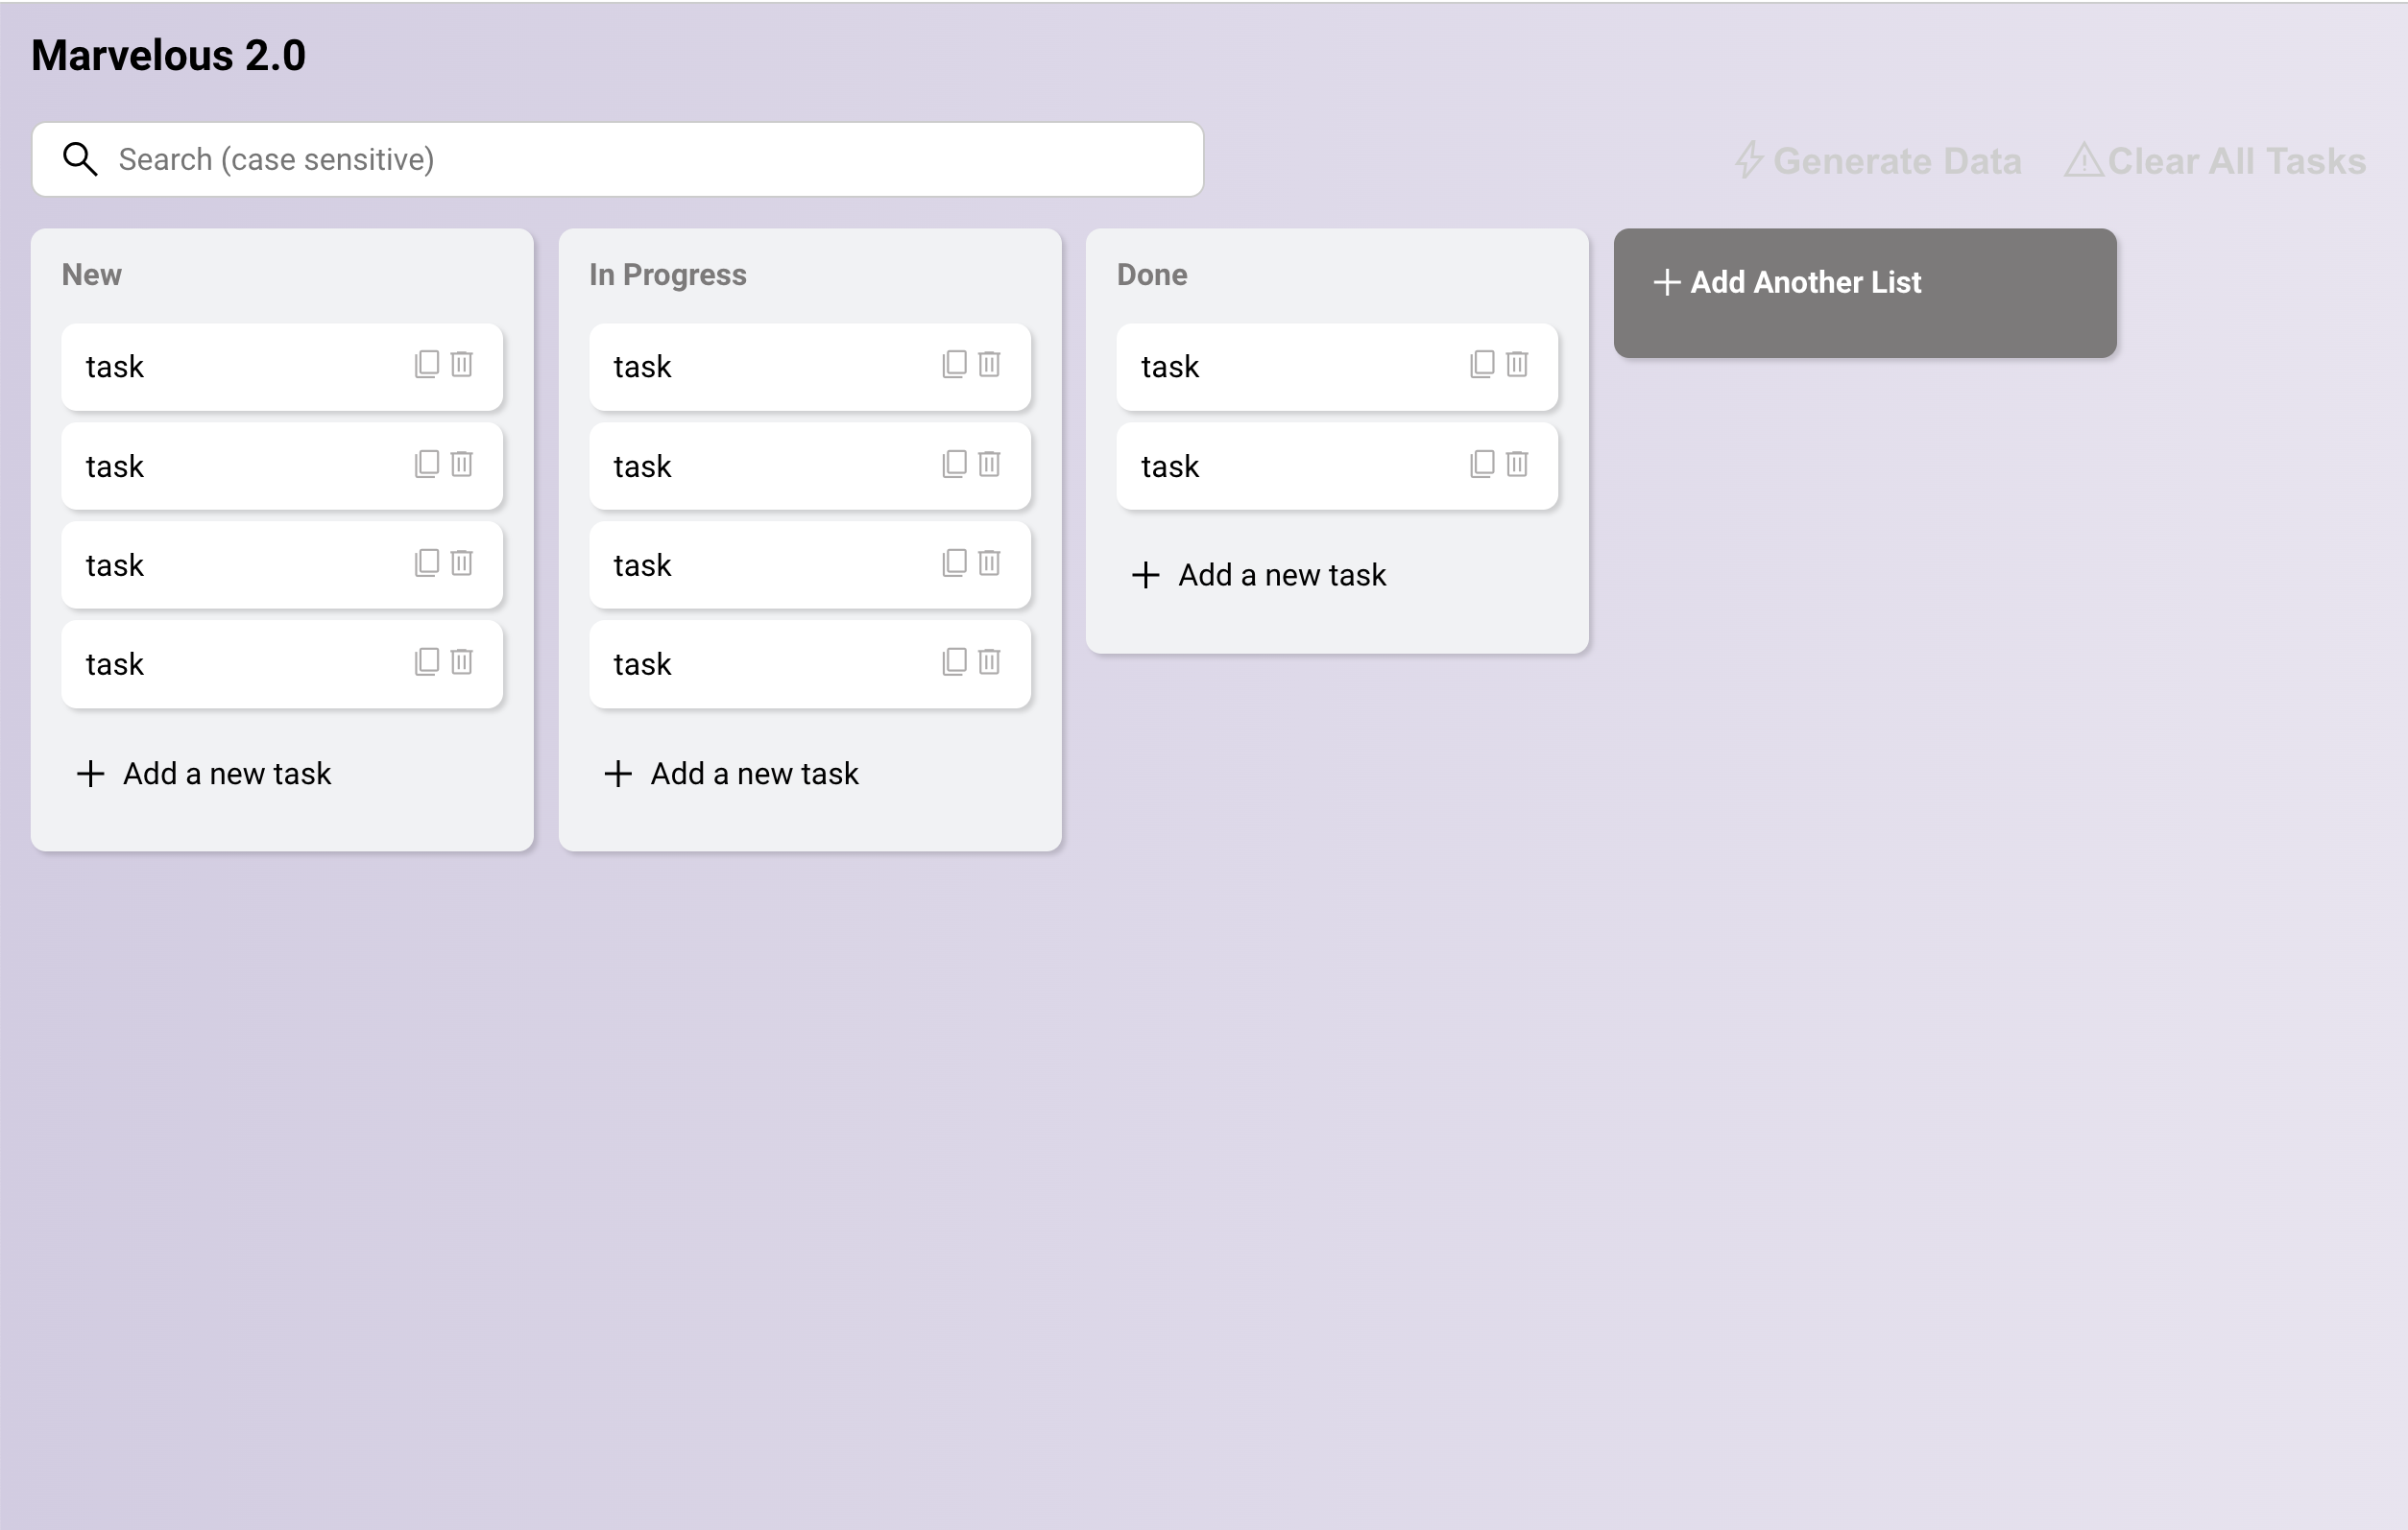 Marvelous 2.0
Search (case sensitive)
Generate Data
Clear All Tasks
New
task
task
task
task
Add a new task
In Progress
task
task
task
task
Add a new task
Done
task
task
Add a new task
Add Another List